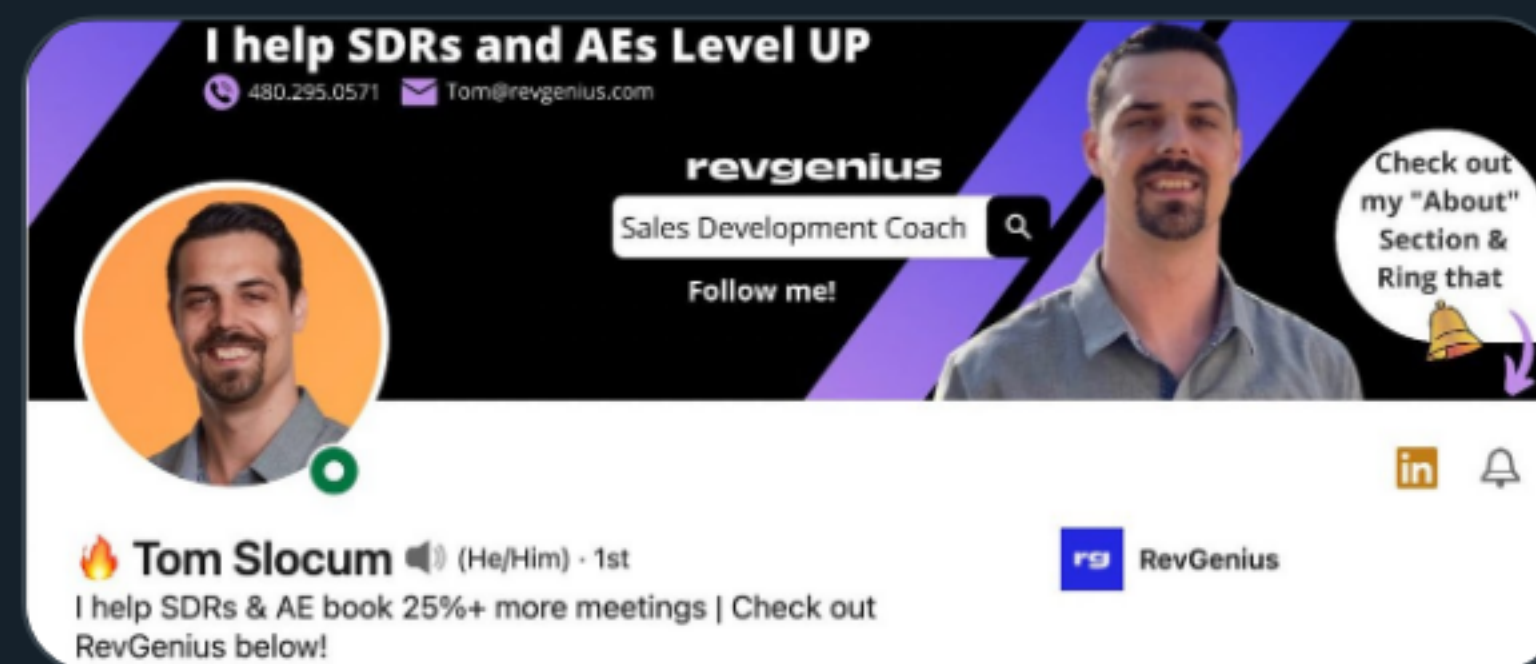 I help SDRs and AEs Level UP
480.295.0571 Tom@revgenius.com
revgenius
Sales Development Coach
Follow me!
Check out
my "About"
Section &
Ring that
in
🔥 Tom Slocum (He/Him) · 1st
rg RevGenius
I help SDRs & AE book 25%+ more meetings | Check out
RevGenius below!